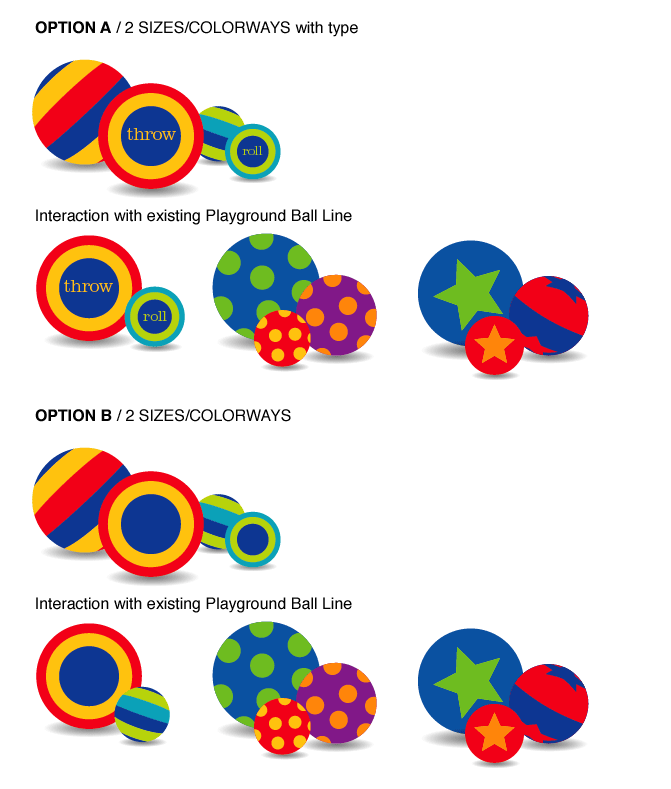 OPTION A / 2 SIZES/COLORWAYS with type
throw
roll
Interaction with existing Playground Ball Line
throw
roll
OPTION B / 2 SIZES/COLORWAYS
Interaction with existing Playground Ball Line